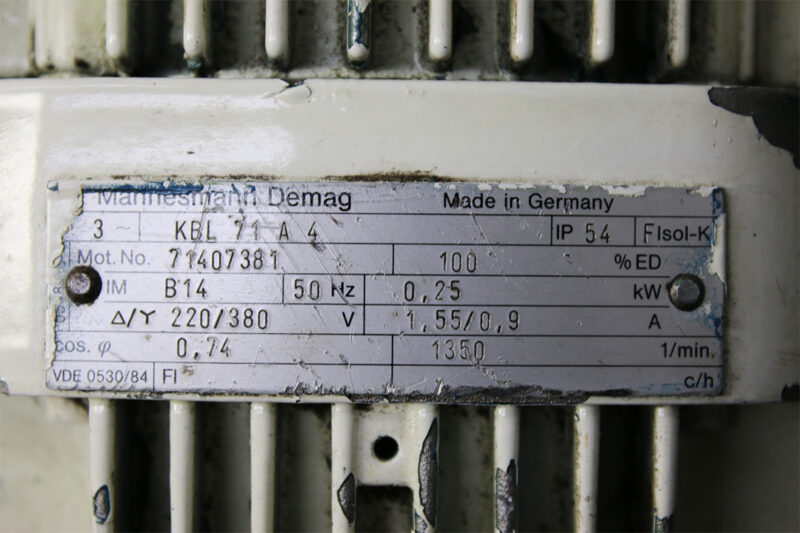 Mannesmann Demag Made in Germany
3 ~ KBL 71 A 4 IP 54 FIsol-K
Mot. No. 71407381 100 % ED
IM B14 50 Hz 0,25 kW
Δ/Y 220/380 V 1,55/0,9 A
cos. φ 0,74 1350 1/min.
VDE 0530/84 FI c/h